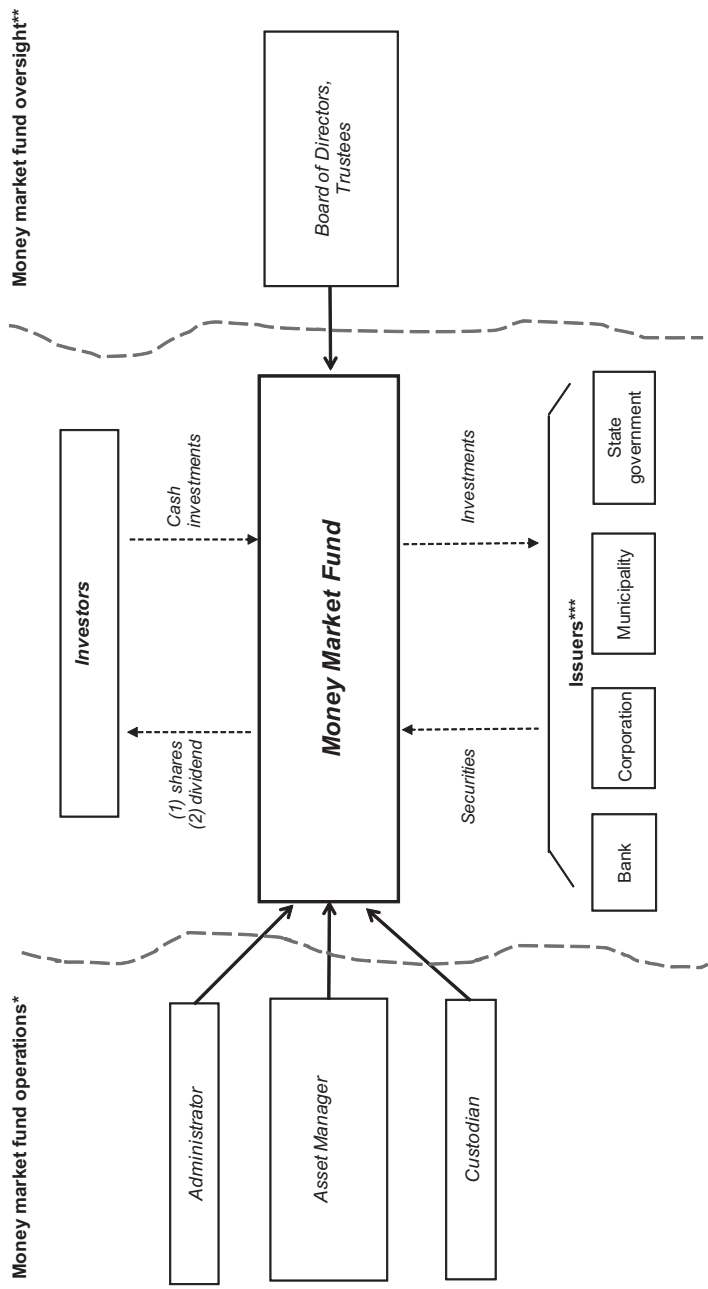 Money market fund operations*
Money market fund oversight**
Administrator
Asset Manager
Custodian
Investors
(1) shares
(2) dividend
Cash
investments
Money Market Fund
Securities
Investments
Issuers***
Bank
Corporation
Municipality
State
government
Board of Directors,
Trustees